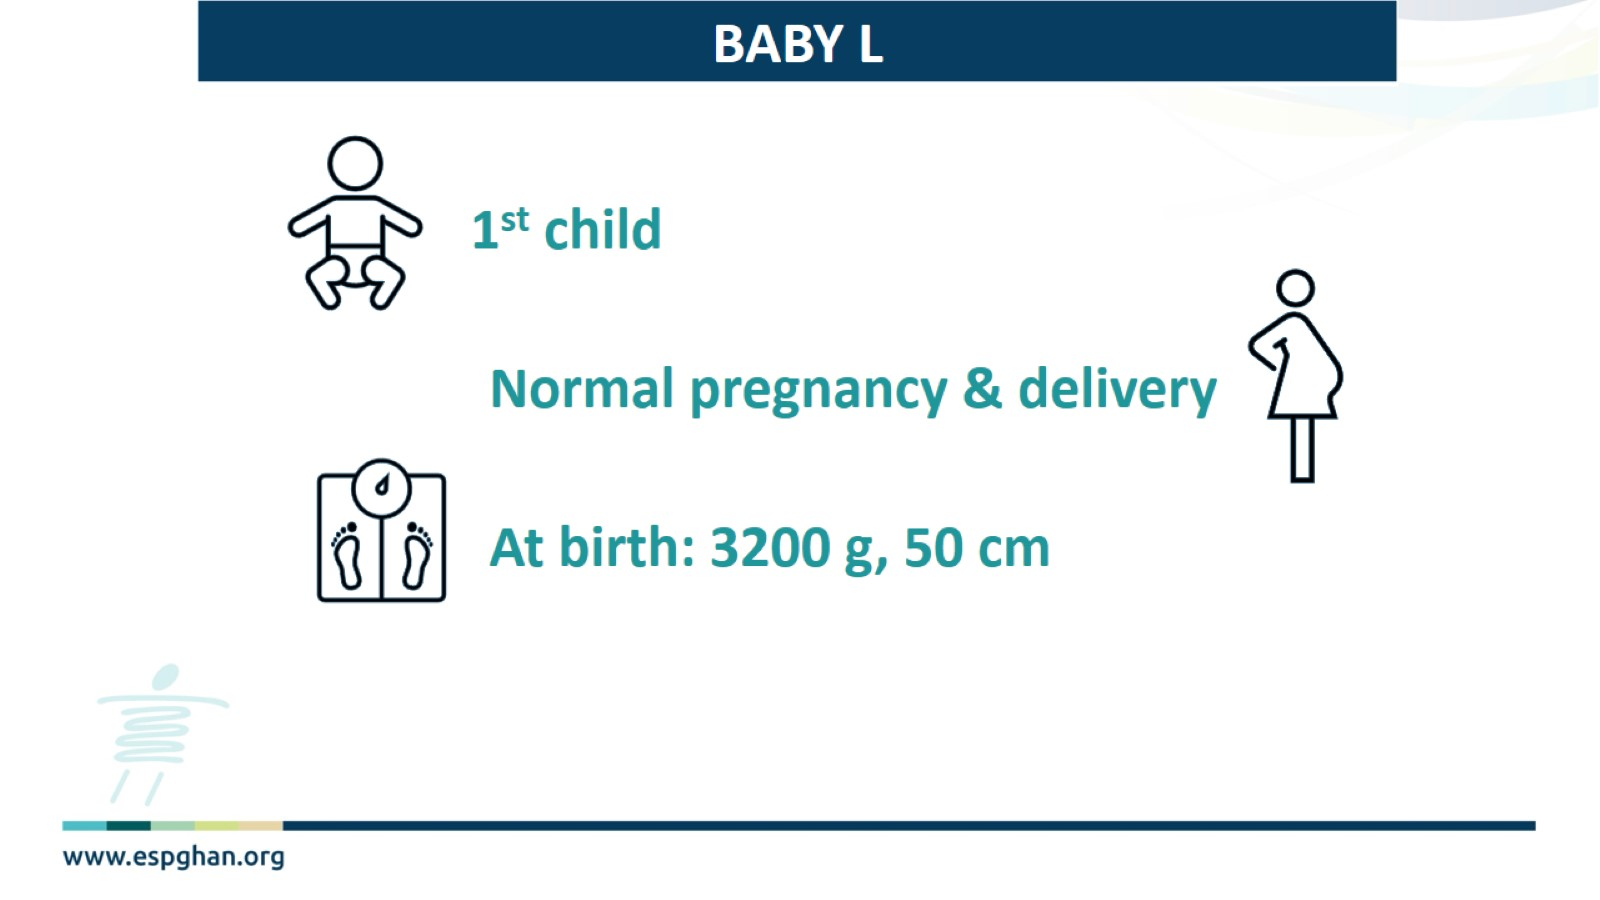 BABY L
1st child
Normal pregnancy & delivery
At birth: 3200 g, 50 cm
www.espghan.org